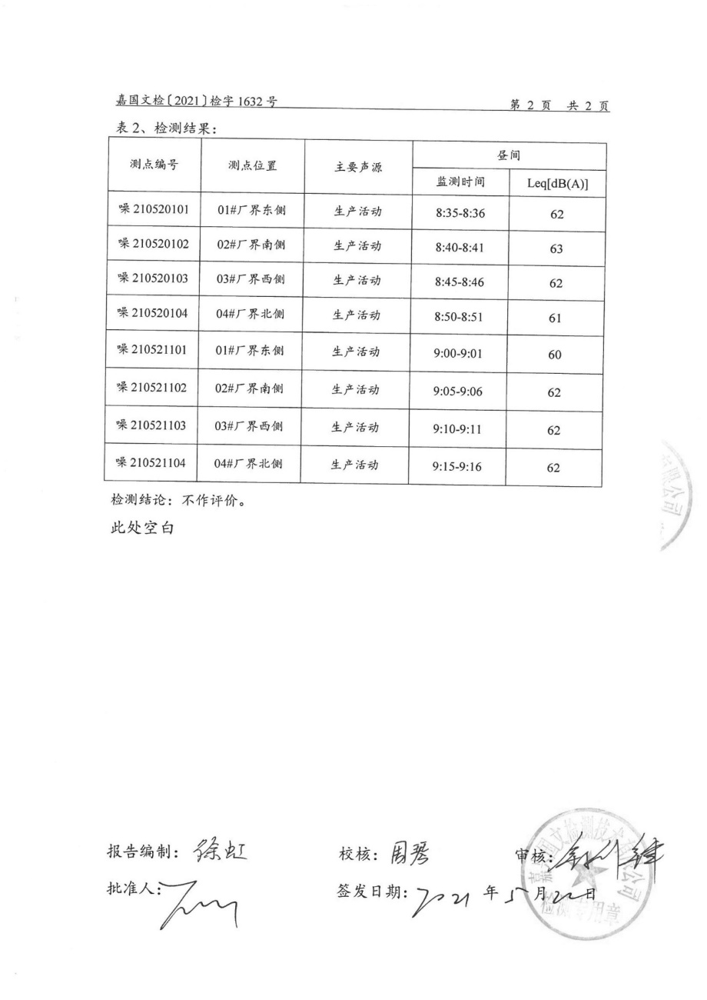 嘉国文检〔2021〕检字 1632 号 第 2 页 共 2 页
表 2、检测结果：
测点编号 测点位置 主要声源 昼间
监测时间 Leq[dB(A)]
噪 210520101 01#厂界东侧 生产活动 8:35-8:36 62
噪 210520102 02#厂界南侧 生产活动 8:40-8:41 63
噪 210520103 03#厂界西侧 生产活动 8:45-8:46 62
噪 210520104 04#厂界北侧 生产活动 8:50-8:51 61
噪 210521101 01#厂界东侧 生产活动 9:00-9:01 60
噪 210521102 02#厂界南侧 生产活动 9:05-9:06 62
噪 210521103 03#厂界西侧 生产活动 9:10-9:11 62
噪 210521104 04#厂界北侧 生产活动 9:15-9:16 62
检测结论：不作评价。
此处空白
有限公司
报告编制：徐虹 校核：周琴 审核：
批准人： 签发日期：2021 年 5 月 22 日
检测专用章